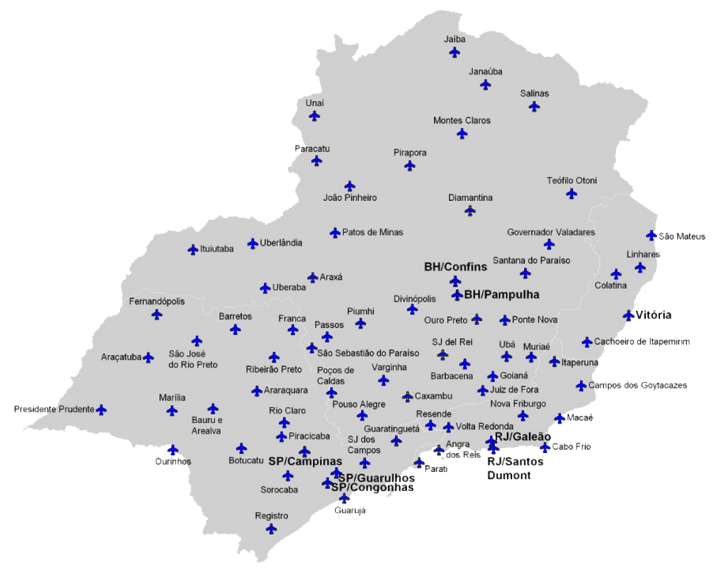 Jaíba
Janaúba
Salinas
Unaí
Montes Claros
Paracatu
Pirapora
Teófilo Otoni
João Pinheiro
Diamantina
Patos de Minas
Governador Valadares
São Mateus
Ituiutaba
Uberlândia
Santana do Paraíso
Linhares
BH/Confins
Araxá
Colatina
Uberaba
BH/Pampulha
Fernandópolis
Divinópolis
Piumhi
Barretos
Franca
Passos
Ouro Preto
Ponte Nova
Vitória
SJ del Rei
Ubá
Muriaé
Cachoeiro de Itapemirim
Araçatuba
São José
do Rio Preto
São Sebastião do Paraíso
Ribeirão Preto
Poços de
Caldas
Varginha
Barbacena
Goianá
Itaperuna
Campos dos Goytacazes
Araraquara
Juiz de Fora
Marília
Caxambu
Presidente Prudente
Bauru e
Arealva
Rio Claro
Pouso Alegre
Resende
Nova Friburgo
Macaé
Guaratinguetá
Volta Redonda
Piracicaba
SJ dos
Campos
Angra
dos Reis
RJ/Galeão
Cabo Frio
Ourinhos
Botucatu
SP/Campinas
Parati
RJ/Santos
Dumont
SP/Guarulhos
Sorocaba
SP/Congonhas
Guarujá
Registro